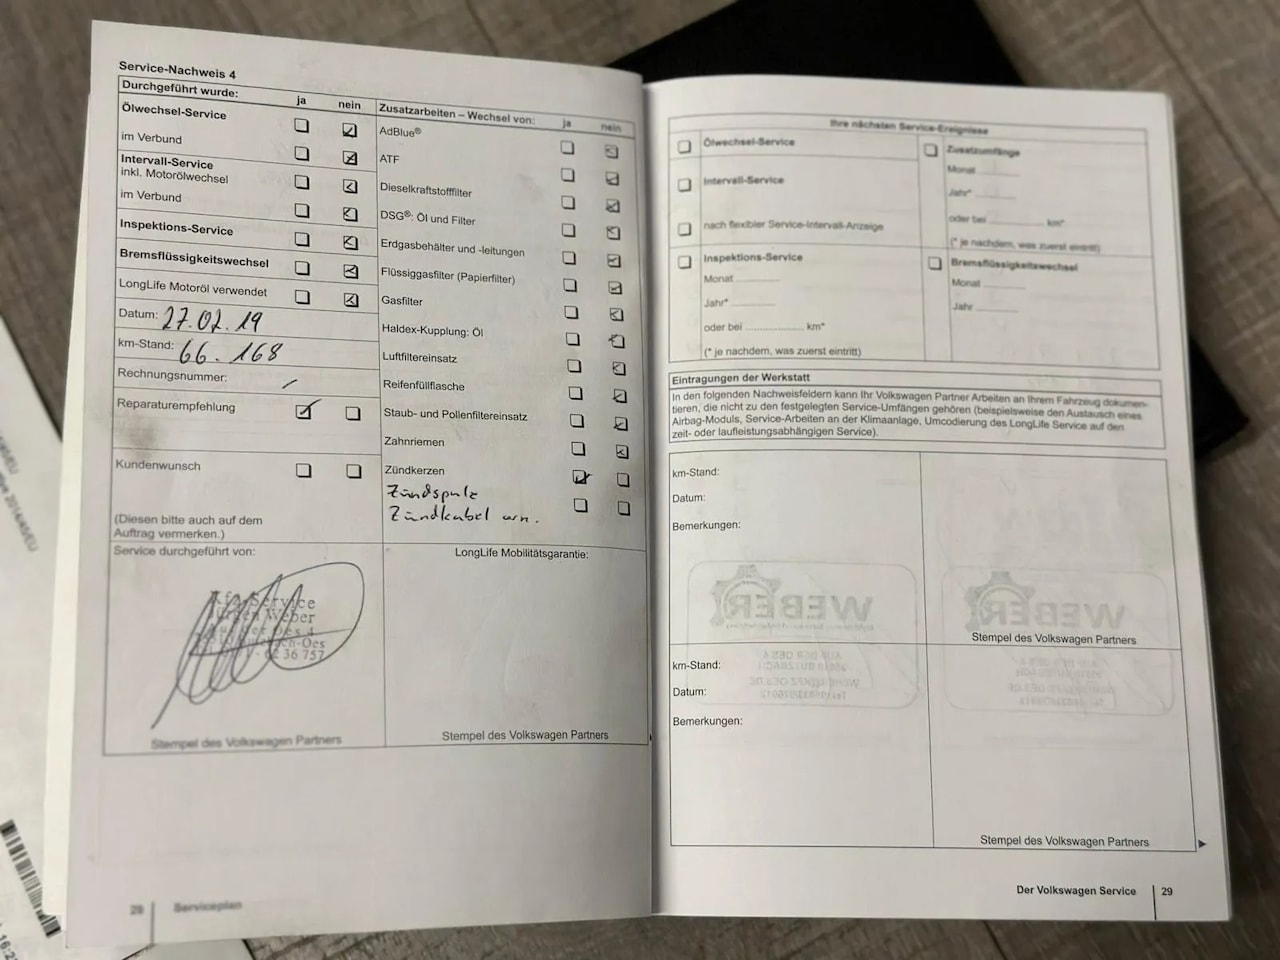 Service-Nachweis 4
Durchgeführt wurde: ja nein
Ölwechsel-Service
im Verbund
Intervall-Service
inkl. Motorölwechsel
im Verbund
Inspektions-Service
Bremsflüssigkeitswechsel
LongLife Motoröl verwendet
Datum: 27.02.19
km-Stand: 66.168
Rechnungsnummer: /
Reparaturempfehlung
Kundenwunsch
(Diesen bitte auch auf dem
Auftrag vermerken.)
Service durchgeführt von:
Kfz-Service
Jürgen Weber
36 757
Stempel des Volkswagen Partners
Zusatzarbeiten – Wechsel von: ja nein
AdBlue®
ATF
Dieselkraftstofffilter
DSG®: Öl und Filter
Erdgasbehälter und -leitungen
Flüssiggasfilter (Papierfilter)
Gasfilter
Haldex-Kupplung: Öl
Luftfiltereinsatz
Reifenfüllflasche
Staub- und Pollenfiltereinsatz
Zahnriemen
Zündkerzen
Zündspule
Zündkabel ern.
LongLife Mobilitätsgarantie:
Stempel des Volkswagen Partners
28 Serviceplan
Ihre nächsten Service-Ereignisse
Ölwechsel-Service
Intervall-Service
nach flexibler Service-Intervall-Anzeige
Inspektions-Service
Monat ............
Jahr* ............
oder bei ................ km*
(* je nachdem, was zuerst eintritt)
Zusatzumfänge
Monat ............
Jahr* ............
oder bei ................ km*
(* je nachdem, was zuerst eintritt)
Bremsflüssigkeitswechsel
Monat ............
Jahr ............
Eintragungen der Werkstatt
In den folgenden Nachweisfeldern kann Ihr Volkswagen Partner Arbeiten an Ihrem Fahrzeug dokumen-
tieren, die nicht zu den festgelegten Service-Umfängen gehören (beispielsweise den Austausch eines
Airbag-Moduls, Service-Arbeiten an der Klimaanlage, Umcodierung des LongLife Service auf den
zeit- oder laufleistungsabhängigen Service).
km-Stand:
Datum:
Bemerkungen:
Stempel des Volkswagen Partners
km-Stand:
Datum:
Bemerkungen:
Stempel des Volkswagen Partners
WEBER
WEBER
Der Volkswagen Service 29